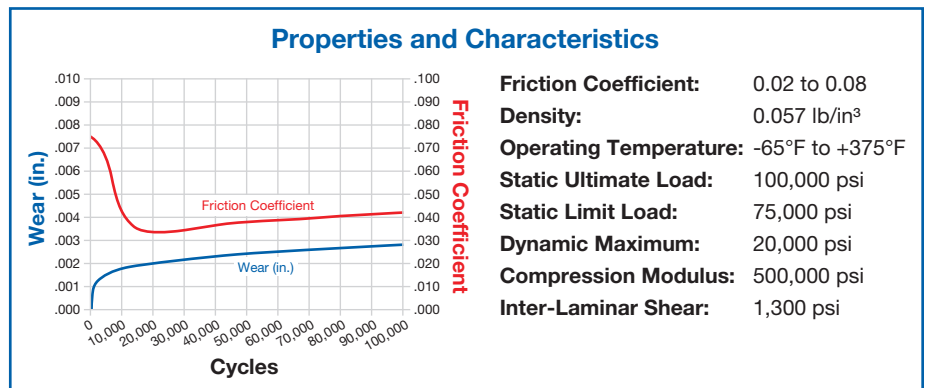 Properties and Characteristics
Wear (in.)
.010
.009
.008
.007
.006
.005
.004
.003
.002
.001
.000
Friction Coefficient
Wear (in.)
.100
.090
.080
.070
.060
.050
.040
.030
.020
.010
.000
Friction Coefficient
0
10,000
20,000
30,000
40,000
50,000
60,000
70,000
80,000
90,000
100,000
Cycles
Friction Coefficient: 0.02 to 0.08
Density: 0.057 lb/in³
Operating Temperature: -65°F to +375°F
Static Ultimate Load: 100,000 psi
Static Limit Load: 75,000 psi
Dynamic Maximum: 20,000 psi
Compression Modulus: 500,000 psi
Inter-Laminar Shear: 1,300 psi